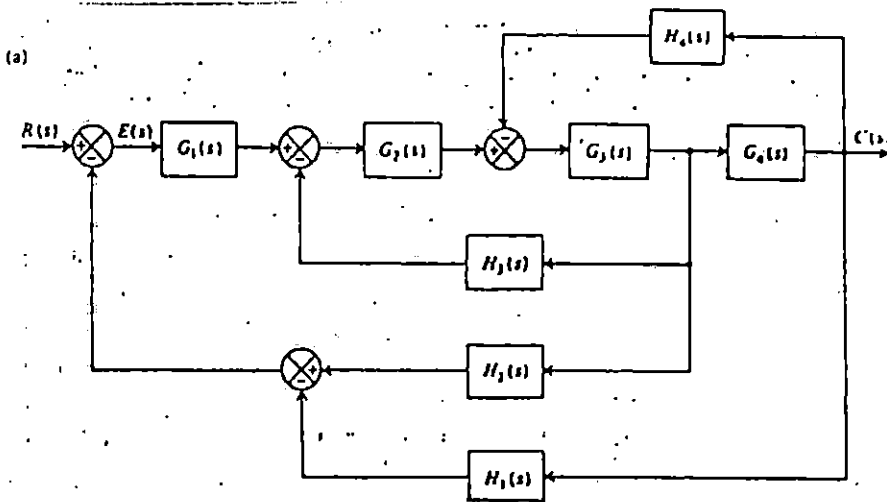 (a)
H₄(s)
R(s)
E(s)
G₁(s)
G₂(s)
G₃(s)
G₄(s)
C(s
+
-
+
-
+
-
H₃(s)
H₂(s)
+
-
H₁(s)